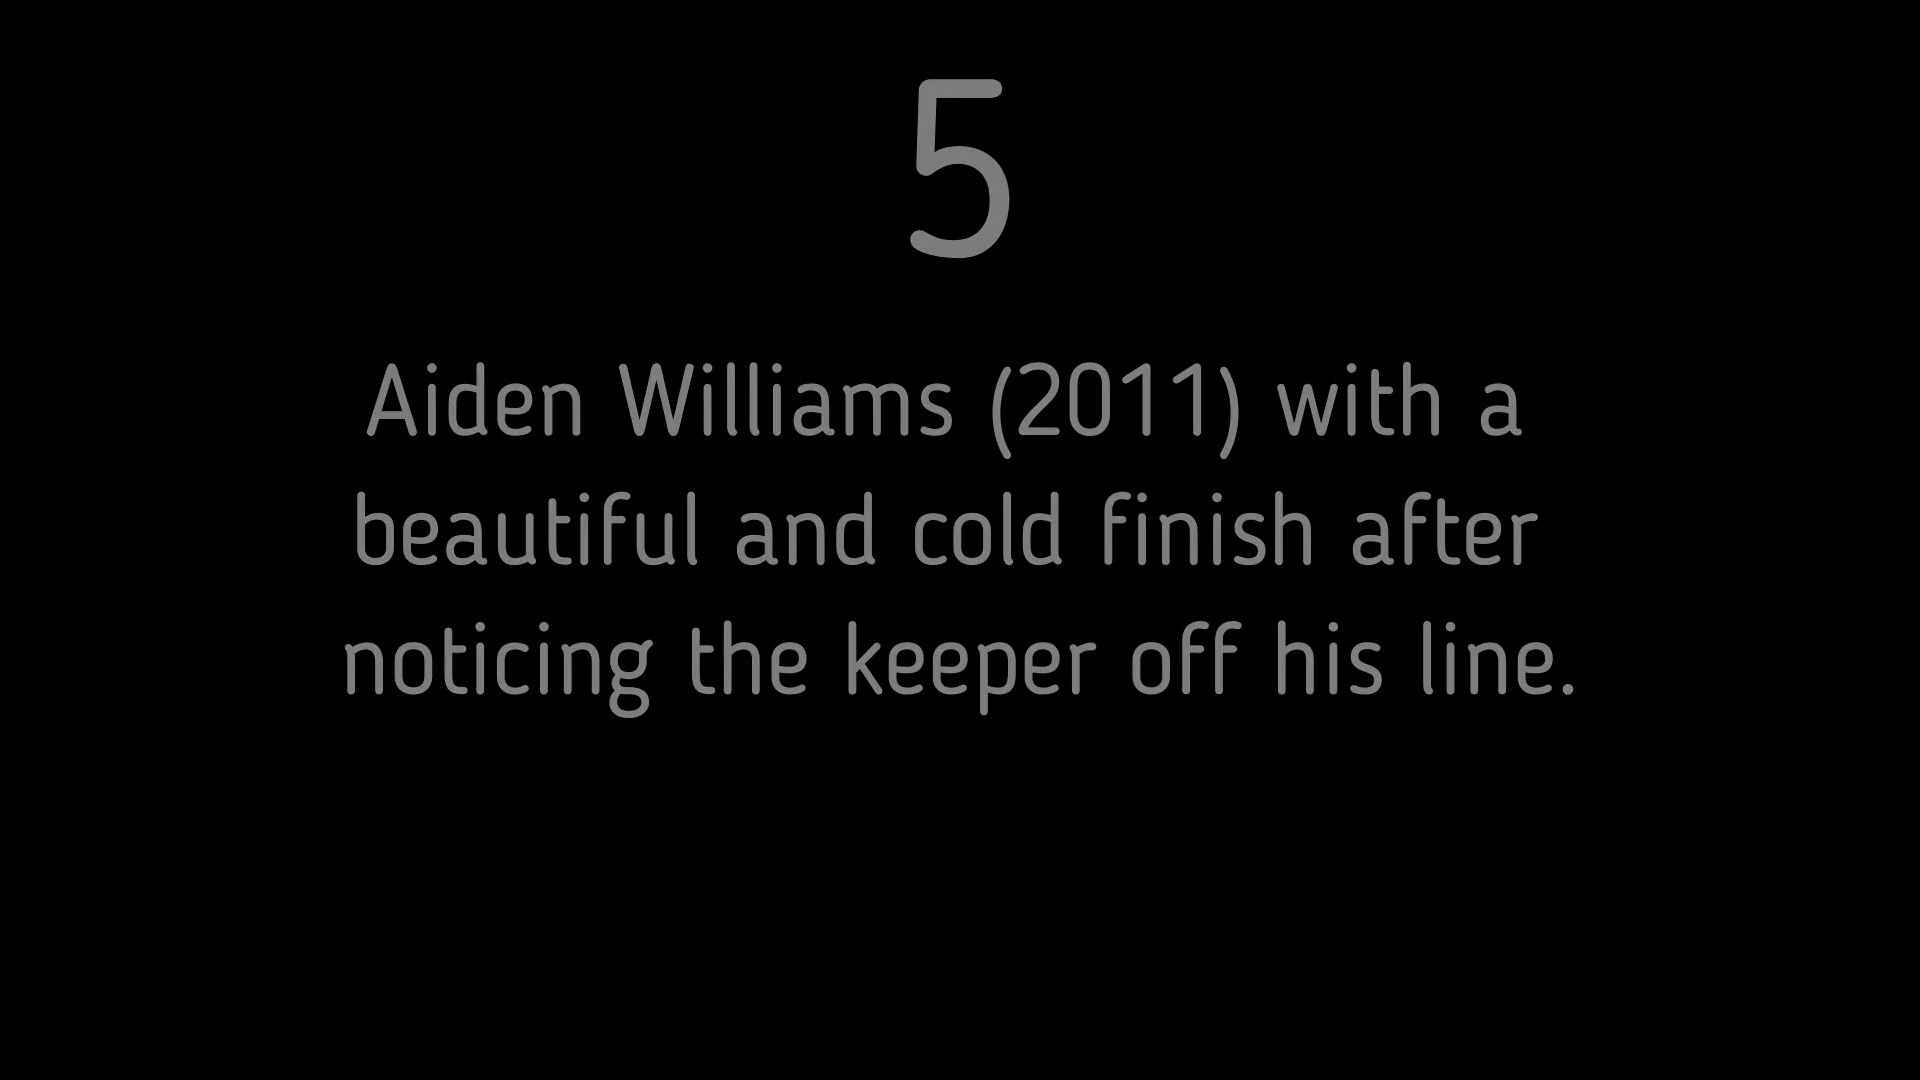 5
Aiden Williams (2011) with a
beautiful and cold finish after
noticing the keeper off his line.